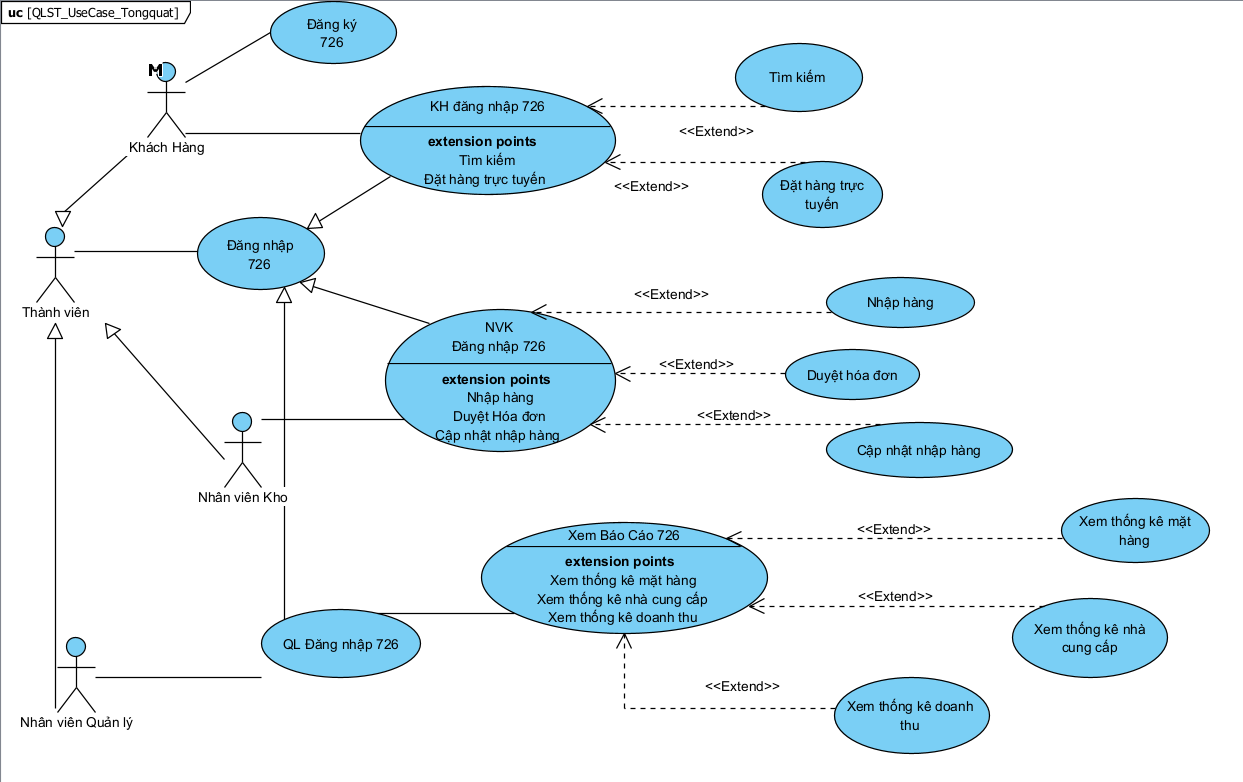 uc [QLST_UseCase_Tongquat]
Đăng ký
726
M
Khách Hàng
KH đăng nhập 726
extension points
Tìm kiếm
Đặt hàng trực tuyến
Tìm kiếm
<<Extend>>
Đặt hàng trực
tuyến
<<Extend>>
Đăng nhập
726
Thành viên
NVK
Đăng nhập 726
extension points
Nhập hàng
Duyệt Hóa đơn
Cập nhật nhập hàng
<<Extend>>
Nhập hàng
<<Extend>>
Duyệt hóa đơn
<<Extend>>
Cập nhật nhập hàng
Nhân viên Kho
Xem Báo Cáo 726
extension points
Xem thống kê mặt hàng
Xem thống kê nhà cung cấp
Xem thống kê doanh thu
<<Extend>>
Xem thống kê mặt
hàng
<<Extend>>
Xem thống kê nhà
cung cấp
QL Đăng nhập 726
<<Extend>>
Xem thống kê doanh
thu
Nhân viên Quản lý